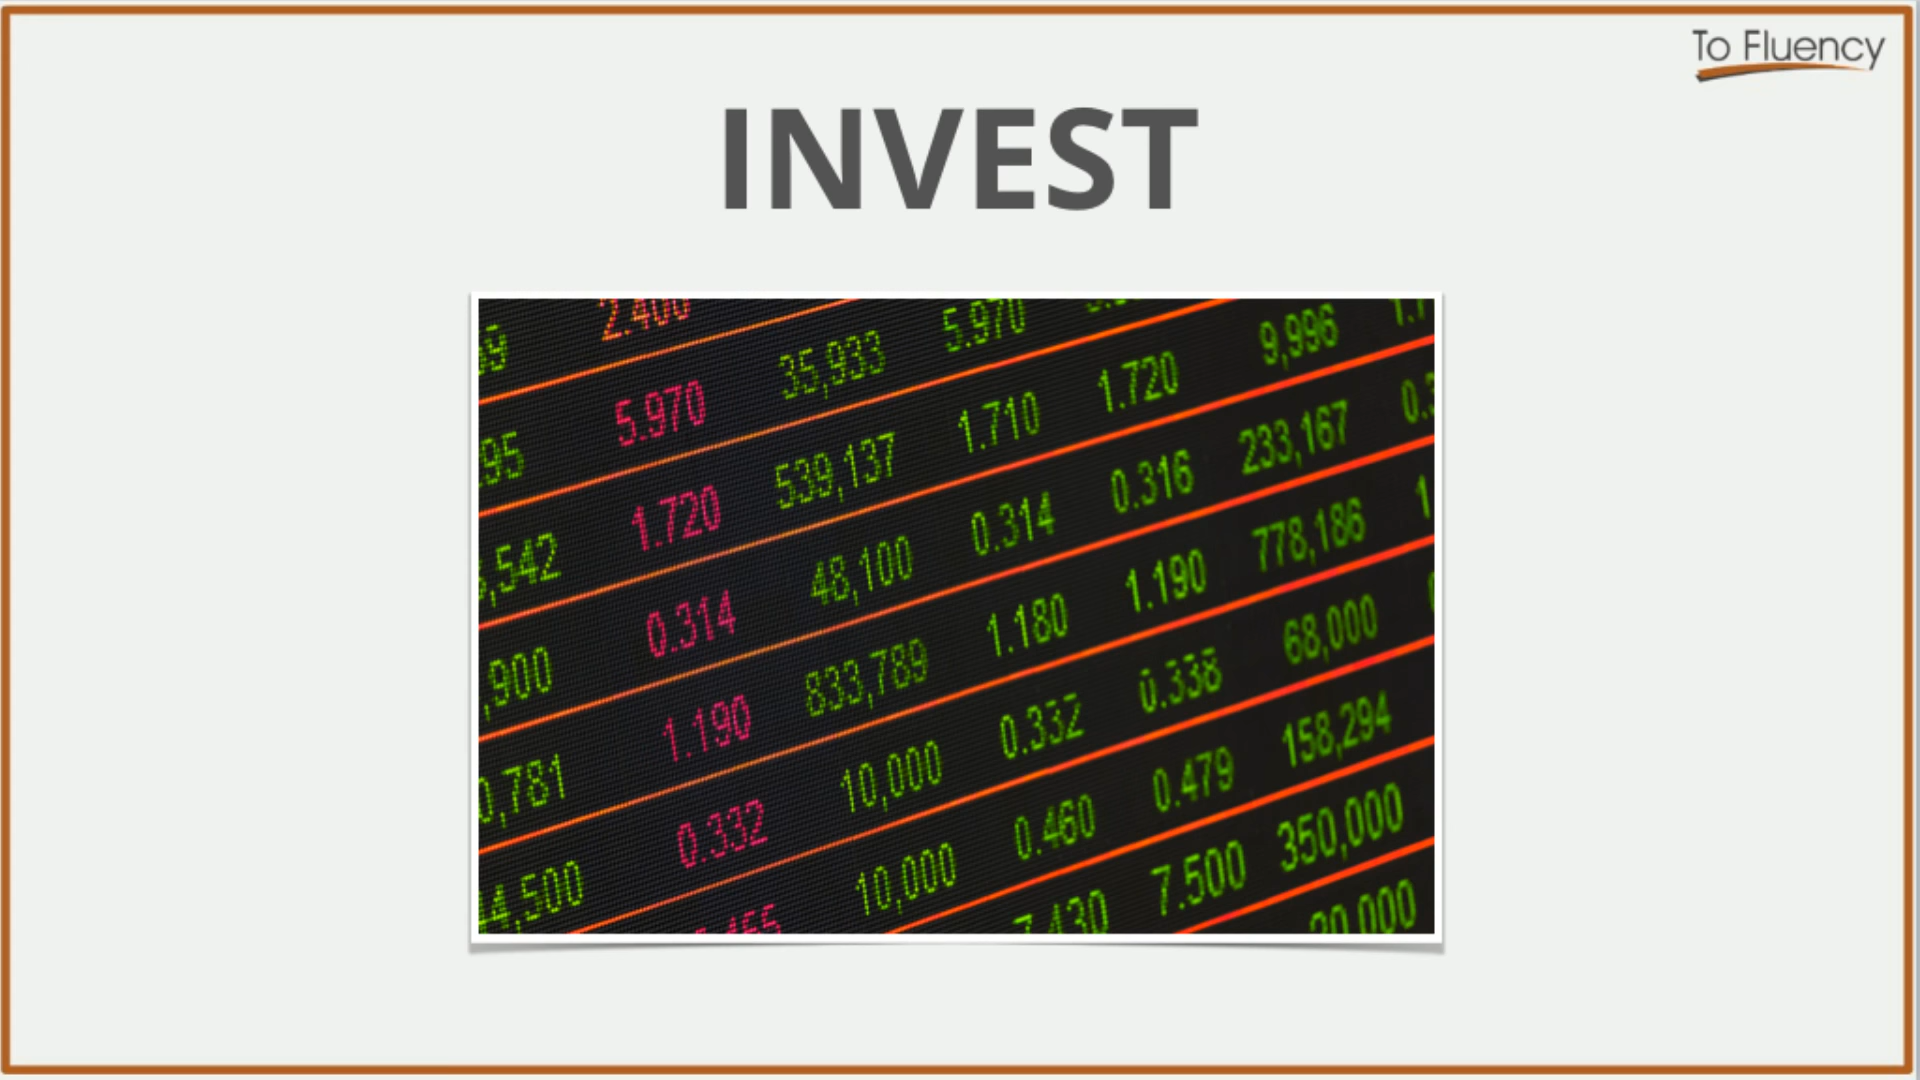 To Fluency
INVEST
2.400
5.970 35,933 5.970
1.720 539,137 1.710 1.720 9,996
,542 0.314 48,100 0.314 0.316 233,167
,900 1.190 833,789 1.180 1.190 778,186
0,781 0.332 10,000 0.332 0.338 68,000
4,500 10,000 0.460 0.479 158,294
7.430 7.500 350,000